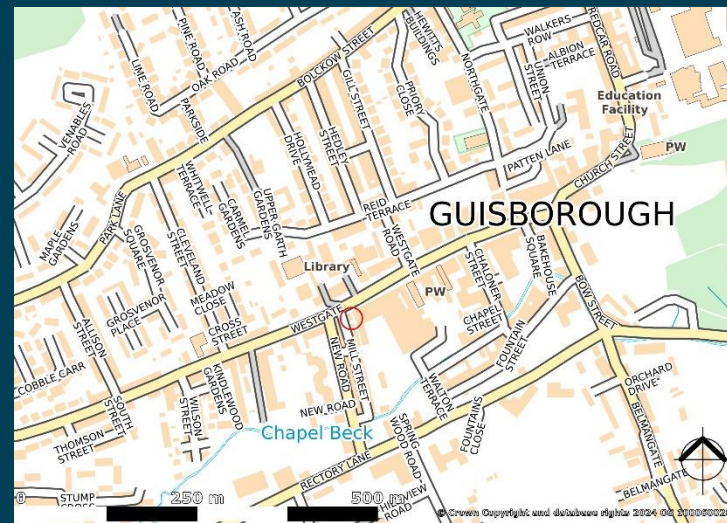 HEWITTS
BUILDINGS
WALKERS
ROW
REDCAR ROAD
ASH ROAD
PINE ROAD
LIME ROAD
OAK ROAD
BOLCKOW STREET
GILL STREET
PRIORY
CLOSE
NORTHGATE
UNION
STREET
ALBION
TERRACE
Education
Facility
PARKSIDE
VENABLES
ROAD
HOLLYMEAD
DRIVE
HEDLEY
STREET
PATTEN LANE
CHURCH STREET
PW
WHITWELL
TERRACE
CARMEL
GARDENS
UPPER GARTH
GARDENS
REID
TERRACE
GUISBOROUGH
PARK LANE
MAPLE
GARDENS
GROSVENOR
SQUARE
CLEVELAND
STREET
Library
WESTGATE
ROAD
CHALONER
STREET
BAKEHOUSE
SQUARE
BOW STREET
PW
GROSVENOR
PLACE
MEADOW
CLOSE
CROSS
STREET
WESTGATE
CHAPEL
STREET
FOUNTAIN
STREET
ALLISON
STREET
NEW ROAD
MILL STREET
COBBLE CARR
KINDLEWOOD
GARDENS
WALTON
TERRACE
ORCHARD
DRIVE
SOUTH
STREET
WILSON
STREET
NEW ROAD
Chapel Beck
SPRING
WOOD ROAD
FOUNTAINS
CLOSE
BELMANGATE
THOMSON
STREET
RECTORY LANE
STUMP
CROSS
BELMANGATE
0 250 m 500 m